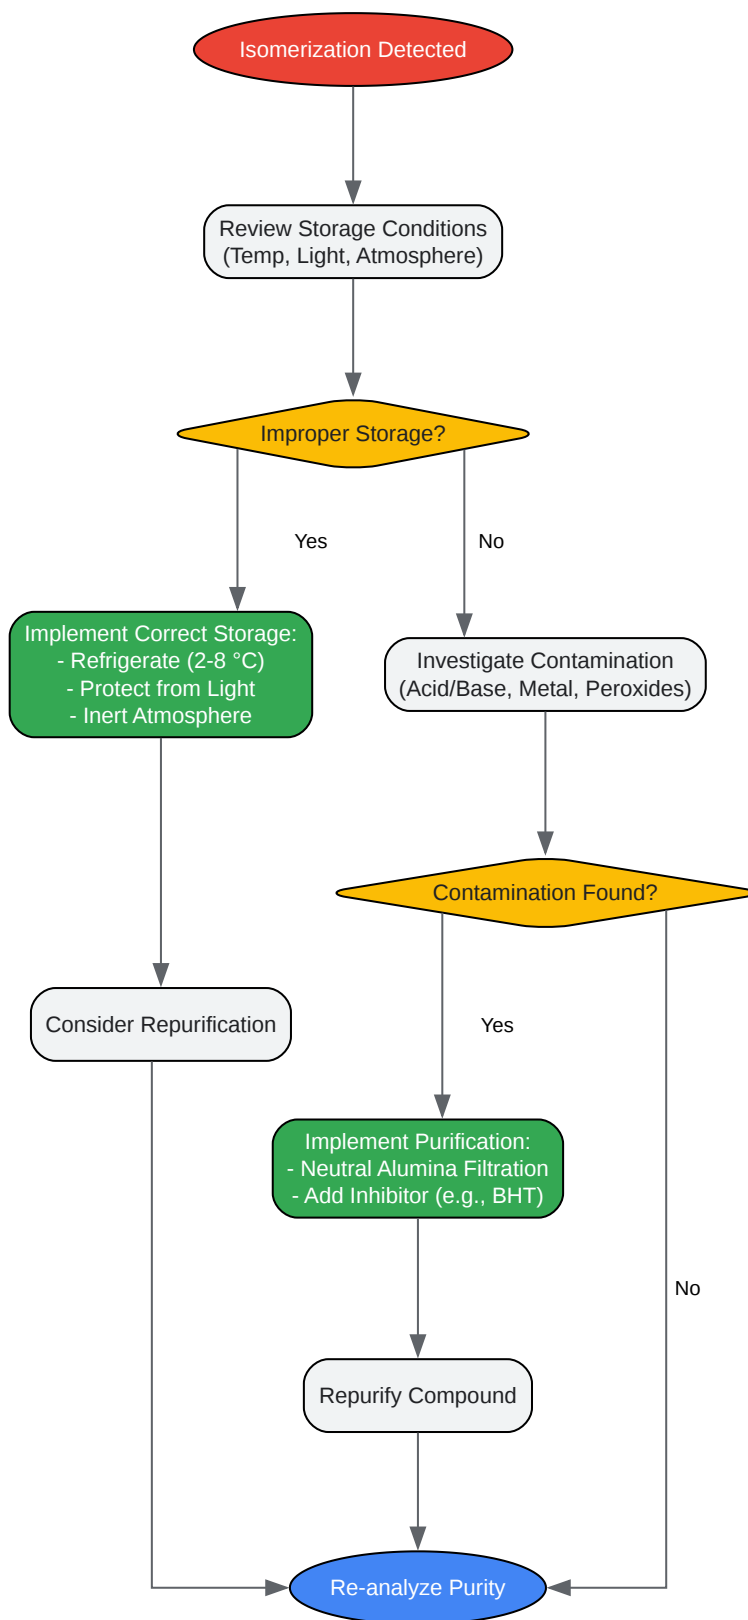 Isomerization Detected
Review Storage Conditions
(Temp, Light, Atmosphere)
Improper Storage?
Yes
No
Implement Correct Storage:
- Refrigerate (2-8 °C)
- Protect from Light
- Inert Atmosphere
Investigate Contamination
(Acid/Base, Metal, Peroxides)
Contamination Found?
Consider Repurification
Yes
Implement Purification:
- Neutral Alumina Filtration
- Add Inhibitor (e.g., BHT)
No
Repurify Compound
Re-analyze Purity